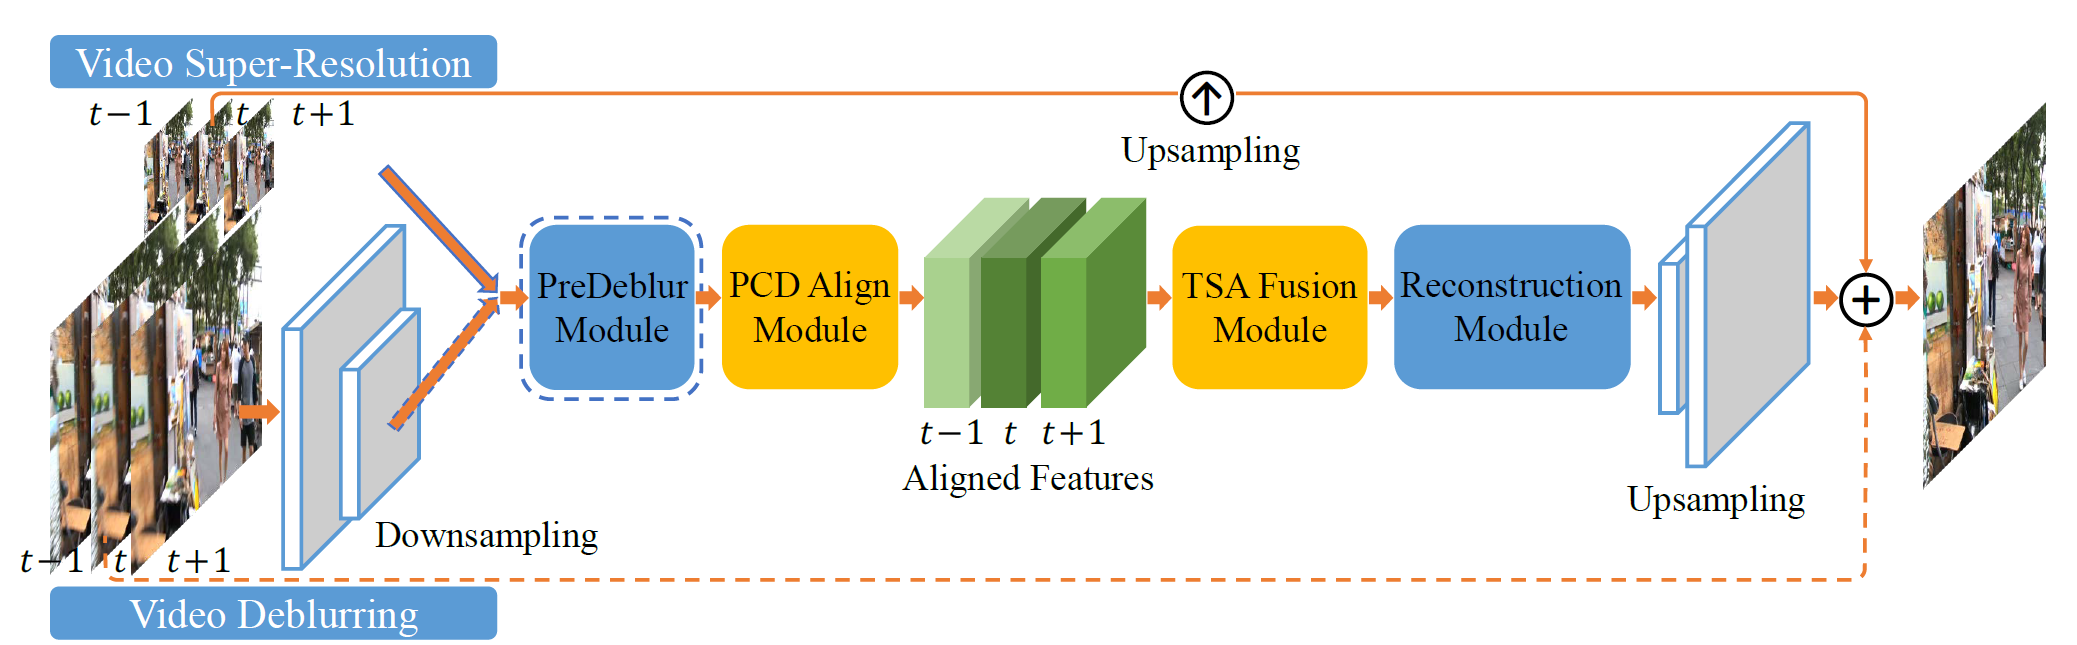 Video Super-Resolution
t−1 t t+1
Upsampling
PreDeblur
Module
PCD Align
Module
TSA Fusion
Module
Reconstruction
Module
t−1 t t+1
Aligned Features
Upsampling
Downsampling
t−1 t t+1
Video Deblurring